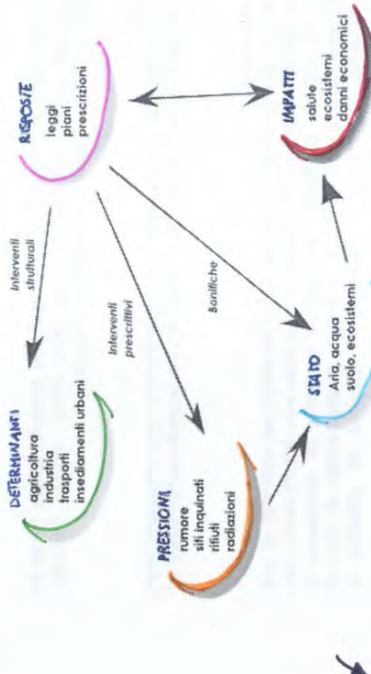 DETERMINANTI
agricoltura
industria
trasporti
insediamenti urbani
Interventi
strutturali
RISPOSTE
leggi
piani
prescrizioni
PRESSIONI
rumore
siti inquinati
rifiuti
radiazioni
Interventi
prescrittivi
Bonifiche
STATO
Aria, acqua
suolo, ecosistemi
IMPATTI
salute
ecosistemi
danni economici